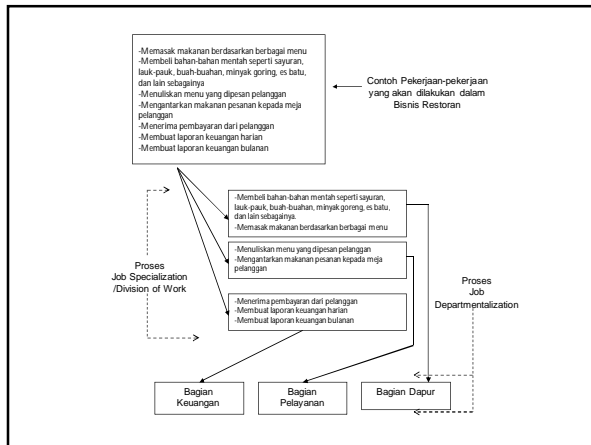 -Memasak makanan berdasarkan berbagai menu
-Membeli bahan-bahan mentah seperti sayuran,
lauk-pauk, buah-buahan, minyak goring, es batu,
dan lain sebagainya
-Menuliskan menu yang dipesan pelanggan
-Mengantarkan makanan pesanan kepada meja
pelanggan
-Menerima pembayaran dari pelanggan
-Membuat laporan keuangan harian
-Membuat laporan keuangan bulanan
Contoh Pekerjaan-pekerjaan
yang akan dilakukan dalam
Bisnis Restoran
-Membeli bahan-bahan mentah seperti sayuran,
lauk-pauk, buah-buahan, minyak goreng, es batu,
dan lain sebagainya.
-Memasak makanan berdasarkan berbagai menu
-Menuliskan menu yang dipesan pelanggan
-Mengantarkan makanan pesanan kepada meja
pelanggan
-Menerima pembayaran dari pelanggan
-Membuat laporan keuangan harian
-Membuat laporan keuangan bulanan
Proses
Job Specialization
/Division of Work
Proses
Job
Departmentalization
Bagian
Keuangan
Bagian
Pelayanan
Bagian Dapur